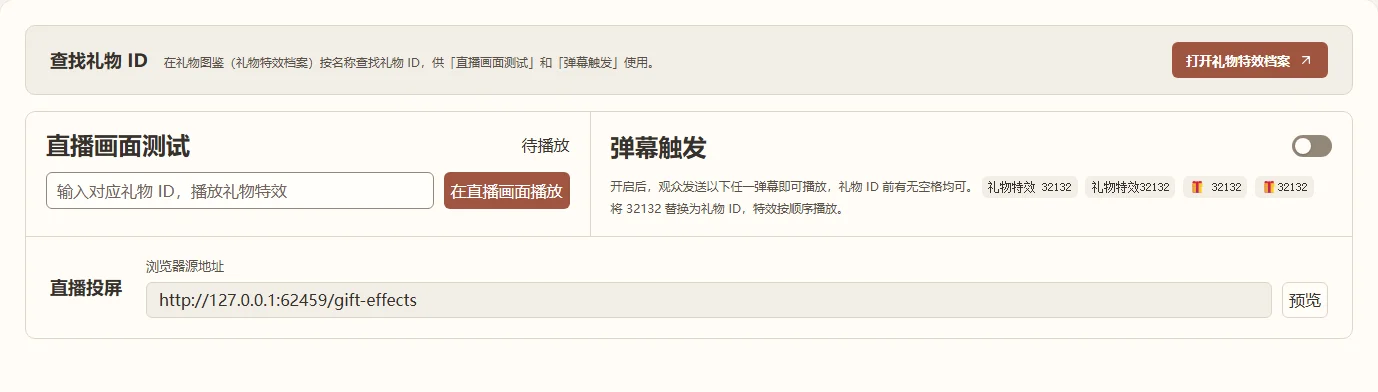 查找礼物 ID
在礼物图鉴（礼物特效档案）按名称查找礼物 ID，供「直播画面测试」和「弹幕触发」使用。
打开礼物特效档案
直播画面测试
待播放
输入对应礼物 ID，播放礼物特效
在直播画面播放
弹幕触发
开启后，观众发送以下任一弹幕即可播放，礼物 ID 前有无空格均可。 礼物特效 32132 礼物特效32132 🎁 32132 🎁32132
将 32132 替换为礼物 ID，特效按顺序播放。
直播投屏
浏览器源地址
http://127.0.0.1:62459/gift-effects
预览